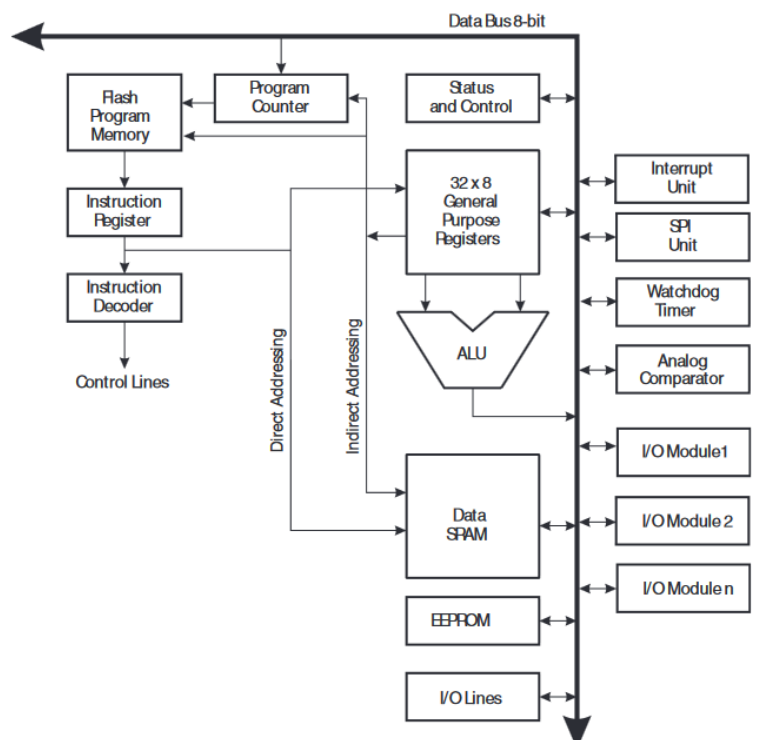 Data Bus 8-bit
Flash
Program
Memory
Program
Counter
Status
and Control
Instruction
Register
32 x 8
General
Purpose
Registers
Interrupt
Unit
SPI
Unit
Instruction
Decoder
Watchdog
Timer
Control Lines
Direct Addressing
Indirect Addressing
ALU
Analog
Comparator
I/O Module1
Data
SRAM
I/O Module 2
I/O Module n
EEPROM
I/O Lines